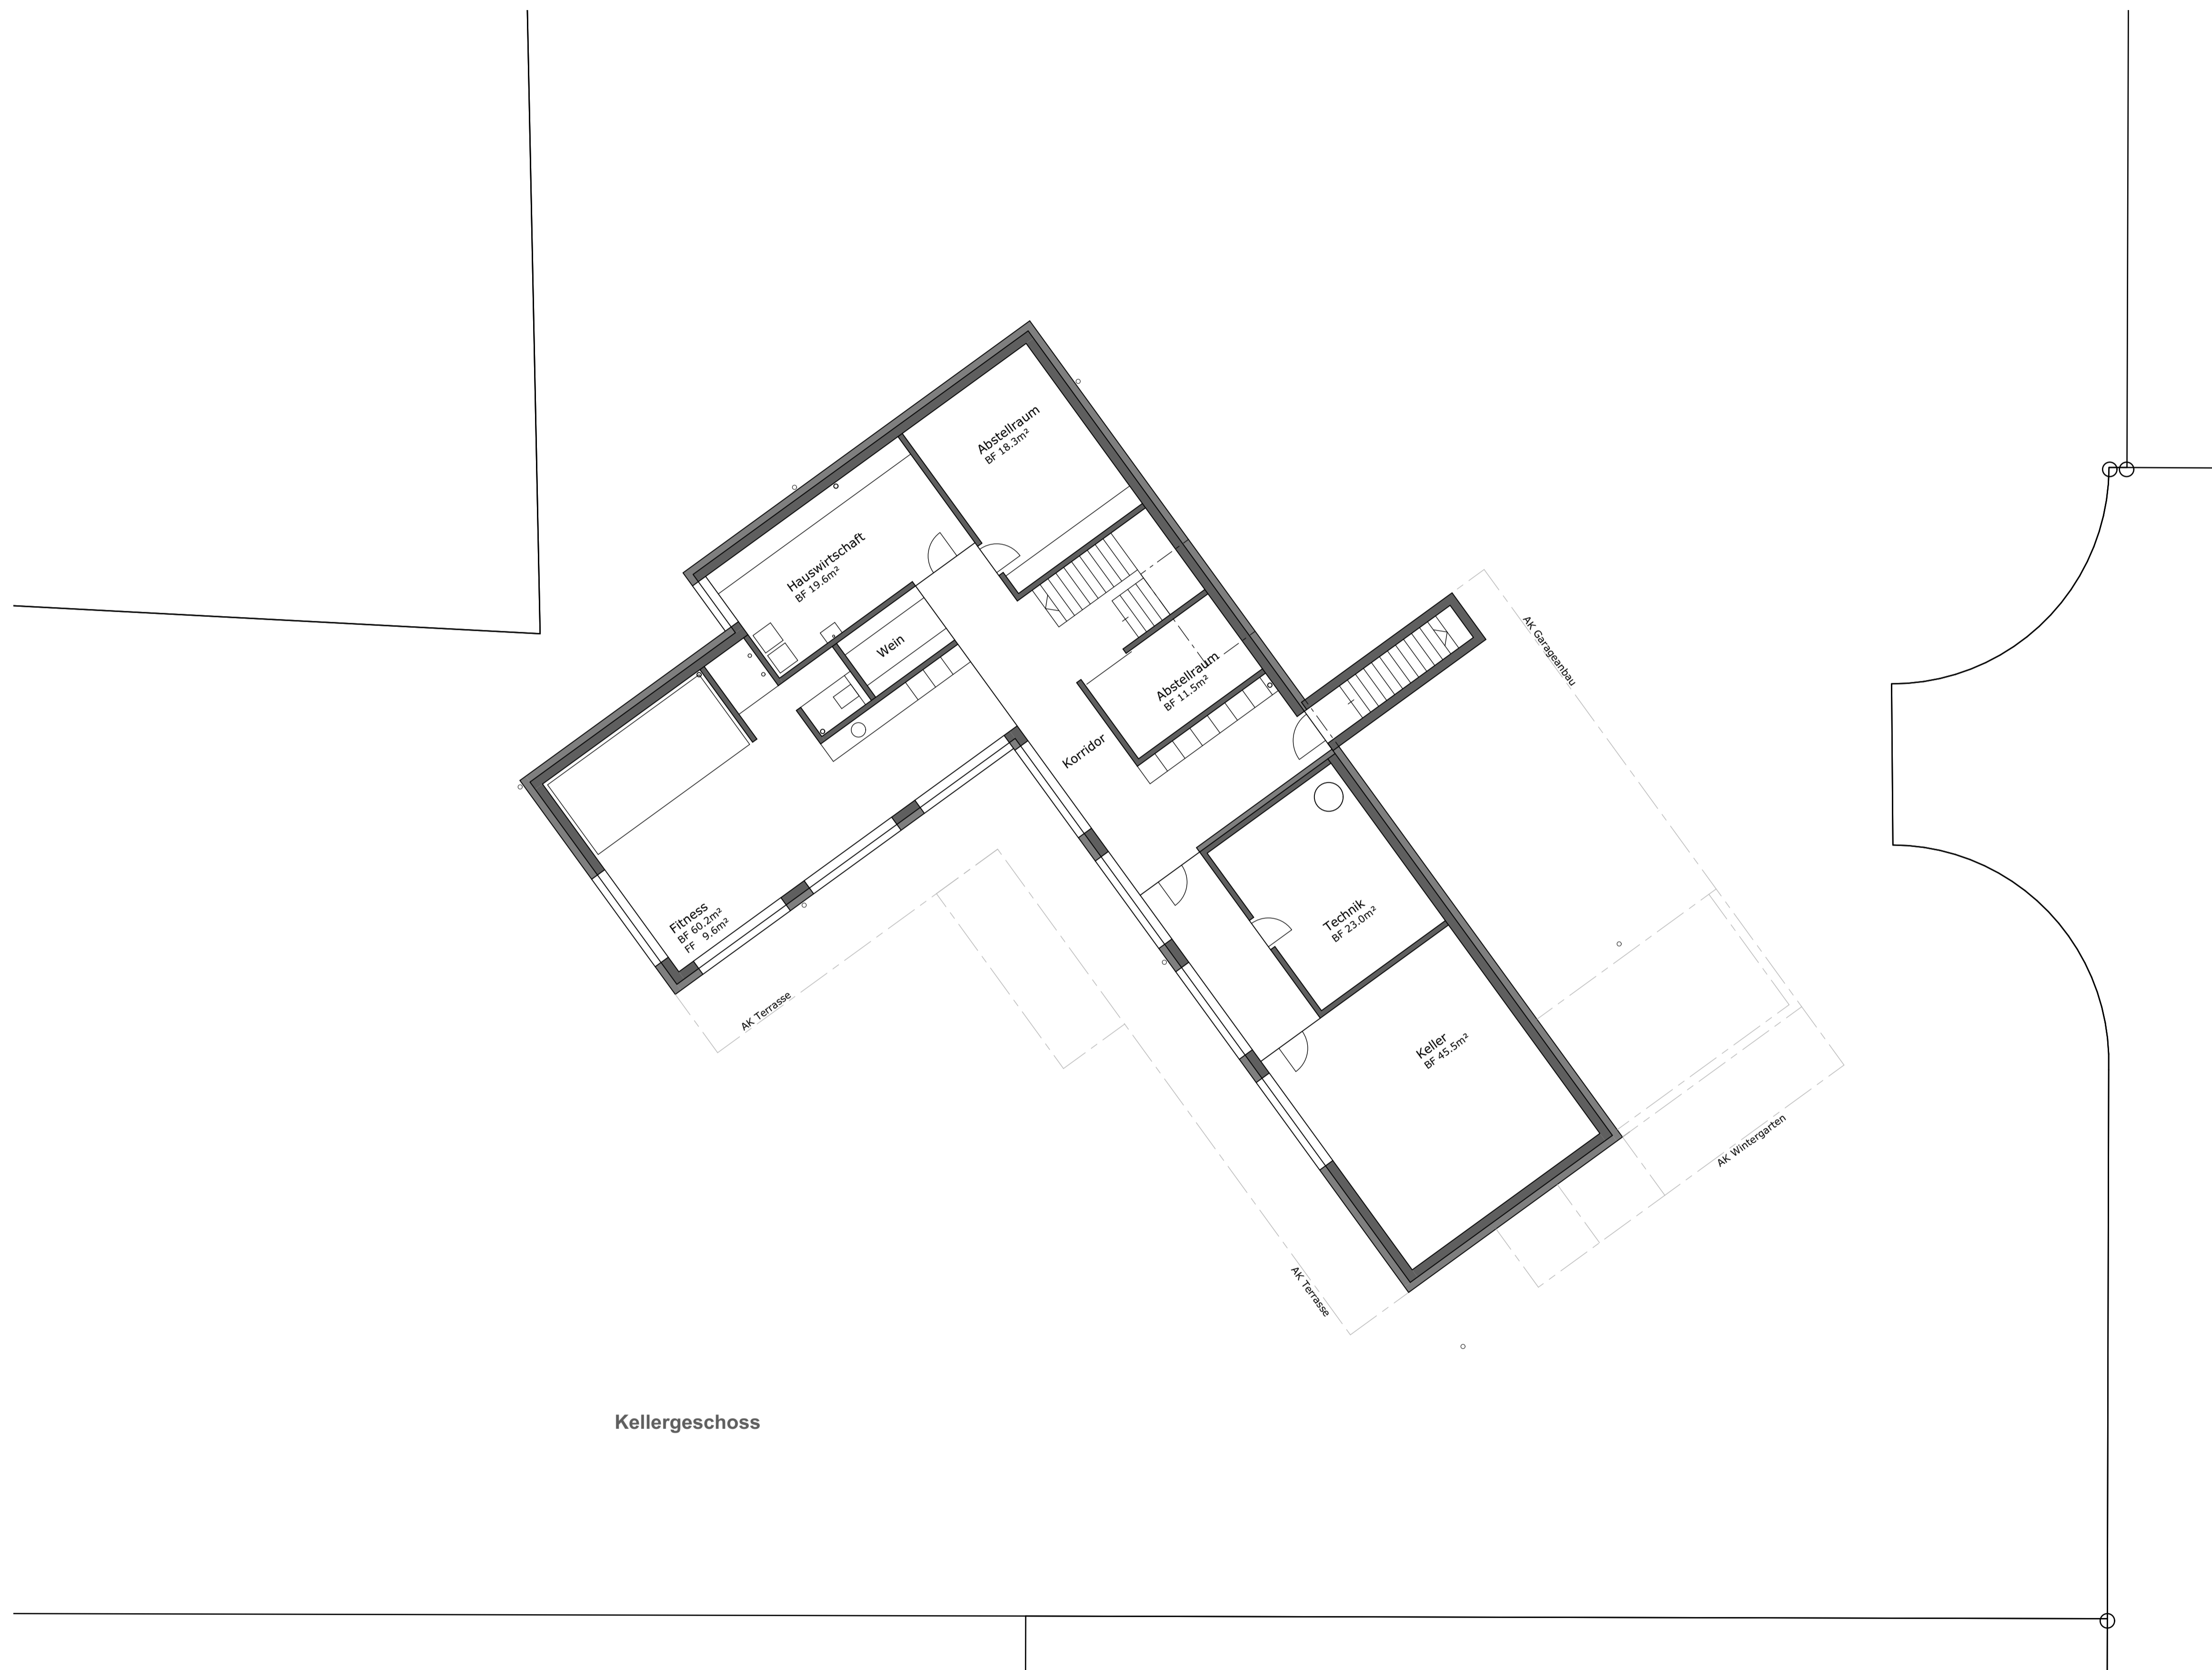 Abstellraum
BF 18.3m²
Hauswirtschaft
BF 19.6m²
Wein
AK Garageanbau
Abstellraum
BF 11.5m²
Korridor
Fitness
BF 60.2m²
FF 9.6m²
Technik
BF 23.0m²
AK Terrasse
Keller
BF 45.5m²
AK Wintergarten
AK Terrasse
Kellergeschoss